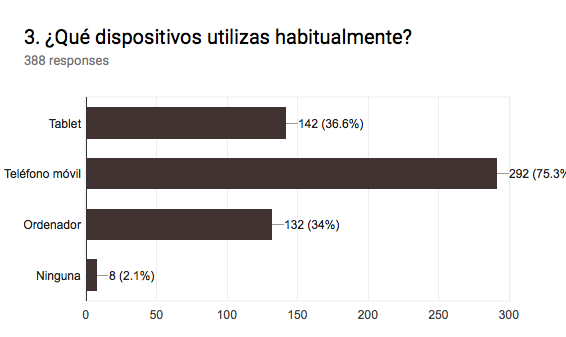 3. ¿Qué dispositivos utilizas habitualmente?
388 responses
Tablet 142 (36.6%)
Teléfono móvil 292 (75.3%
Ordenador 132 (34%)
Ninguna 8 (2.1%)
0 50 100 150 200 250 300